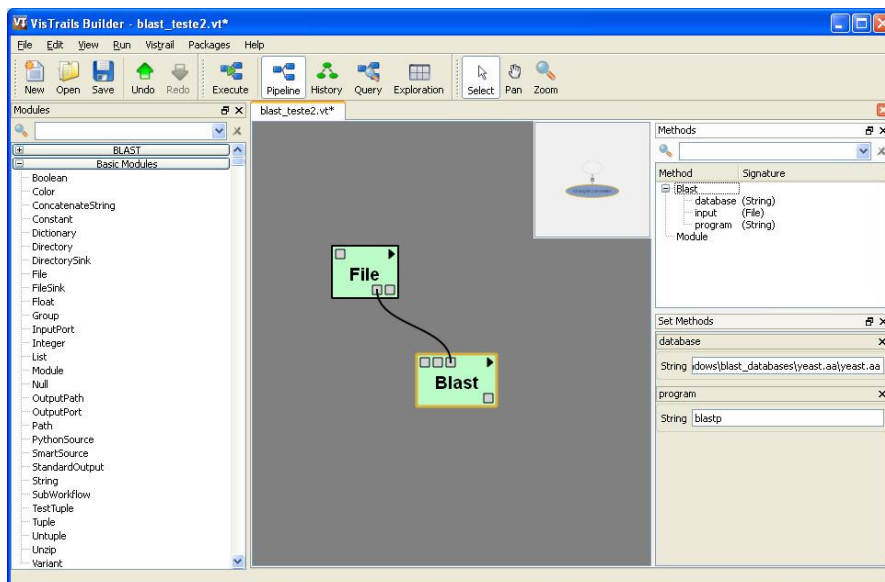 VisTrails Builder - blast_teste2.vt*
File Edit View Run Vistrail Packages Help
New Open Save Undo Redo Execute Pipeline History Query Exploration Select Pan Zoom
Modules
BLAST
Basic Modules
Boolean
Color
ConcatenateString
Constant
Dictionary
Directory
DirectorySink
File
FileSink
Float
Group
InputPort
Integer
List
Module
Null
OutputPath
OutputPort
Path
PythonSource
SmartSource
StandardOutput
String
SubWorkflow
TestTuple
Tuple
Untuple
Unzip
Variant
blast_teste2.vt*
File
Blast
Methods
Method Signature
Blast
database (String)
input (File)
program (String)
Module
Set Methods
database
String dows\blast_databases\yeast.aa\yeast.aa
program
String blastp